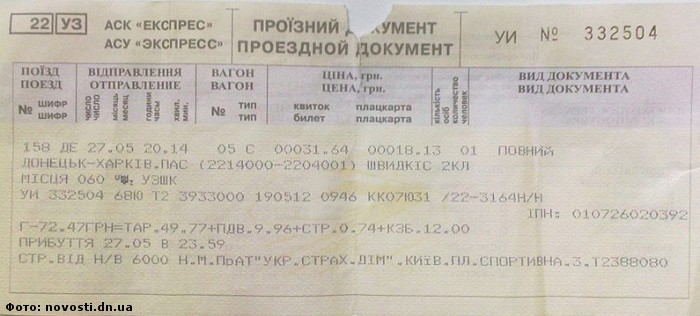 22 УЗ АСК «ЕКСПРЕС» ПРОЇЗНИЙ ДОКУМЕНТ УИ № 332504
АСУ «ЭКСПРЕСС» ПРОЕЗДНОЙ ДОКУМЕНТ
ПОЇЗД ВІДПРАВЛЕННЯ ВАГОН ЦІНА, грн. ВИД ДОКУМЕНТА
ПОЕЗД ОТПРАВЛЕНИЕ ВАГОН ЦЕНА, грн. ВИД ДОКУМЕНТА
№ шифр число місяць години хвил. № тип квиток плацкарта кількість осіб
шифр число месяц часы мин. тип билет плацкарта количество человек
158 ДЕ 27.05 20.14 05 С 00031.64 00018.13 01 ПОВНИЙ
ДОНЕЦЬК-ХАРКІВ.ПАС (2214000-2204001) ШВИДКІС 2КЛ
МІСЦЯ 060 УЗШК
УИ 332504 68Ю Т2 3933000 190512 0946 КК07Ю31 /22-3164Н/Н
ІПН: 010726020392
Г-72.47ГРН=ТАР.49.77+ПДВ.9.96+СТР.0.74+КЗБ.12.00
ПРИБУТТЯ 27.05 В 23.59
СТР.ВІД Н/В 6000 Н.М.ПрАТ"УКР.СТРАХ.ДІМ".КИЇВ.ПЛ.СПОРТИВНА.3.Т2388080
Фото: novosti.dn.ua